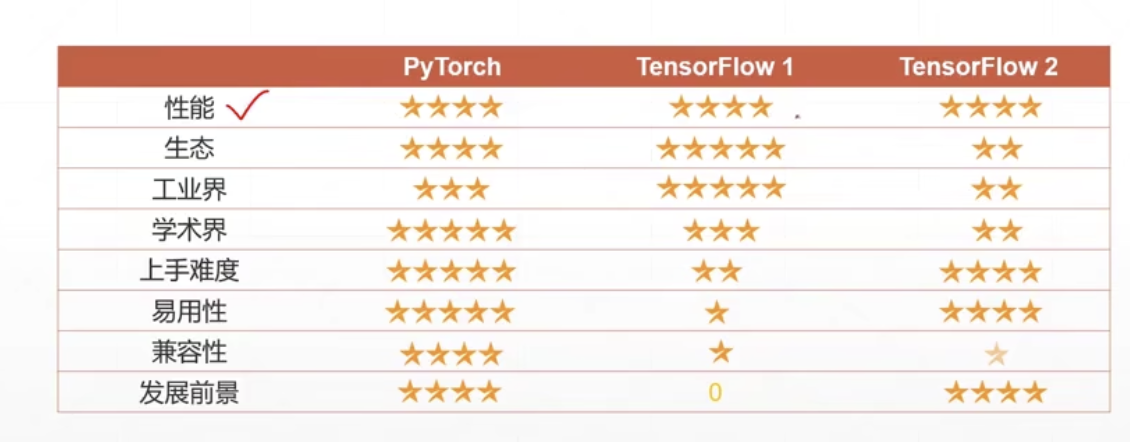 PyTorch TensorFlow 1 TensorFlow 2
性能
生态
工业界
学术界
上手难度
易用性
兼容性
发展前景 0